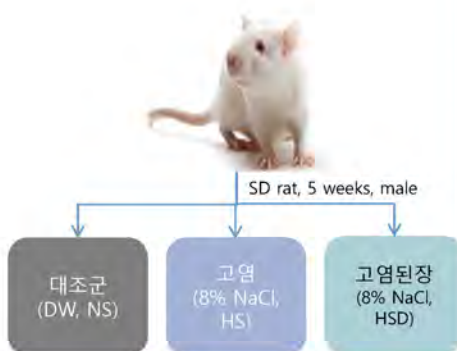 SD rat, 5 weeks, male
대조군
(DW, NS)
고염
(8% NaCl,
HS)
고염된장
(8% NaCl,
HSD)